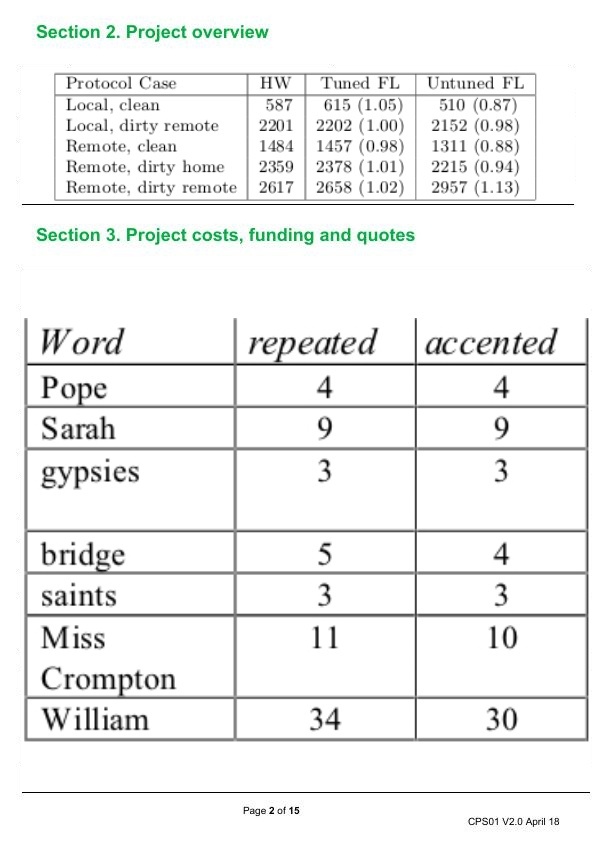 Section 2. Project overview
Protocol Case HW Tuned FL Untuned FL
Local, clean 587 615 (1.05) 510 (0.87)
Local, dirty remote 2201 2202 (1.00) 2152 (0.98)
Remote, clean 1484 1457 (0.98) 1311 (0.88)
Remote, dirty home 2359 2378 (1.01) 2215 (0.94)
Remote, dirty remote 2617 2658 (1.02) 2957 (1.13)
Section 3. Project costs, funding and quotes
Word repeated accented
Pope 4 4
Sarah 9 9
gypsies 3 3
bridge 5 4
saints 3 3
Miss 11 10
Crompton
William 34 30
Page 2 of 15
CPS01 V2.0 April 18